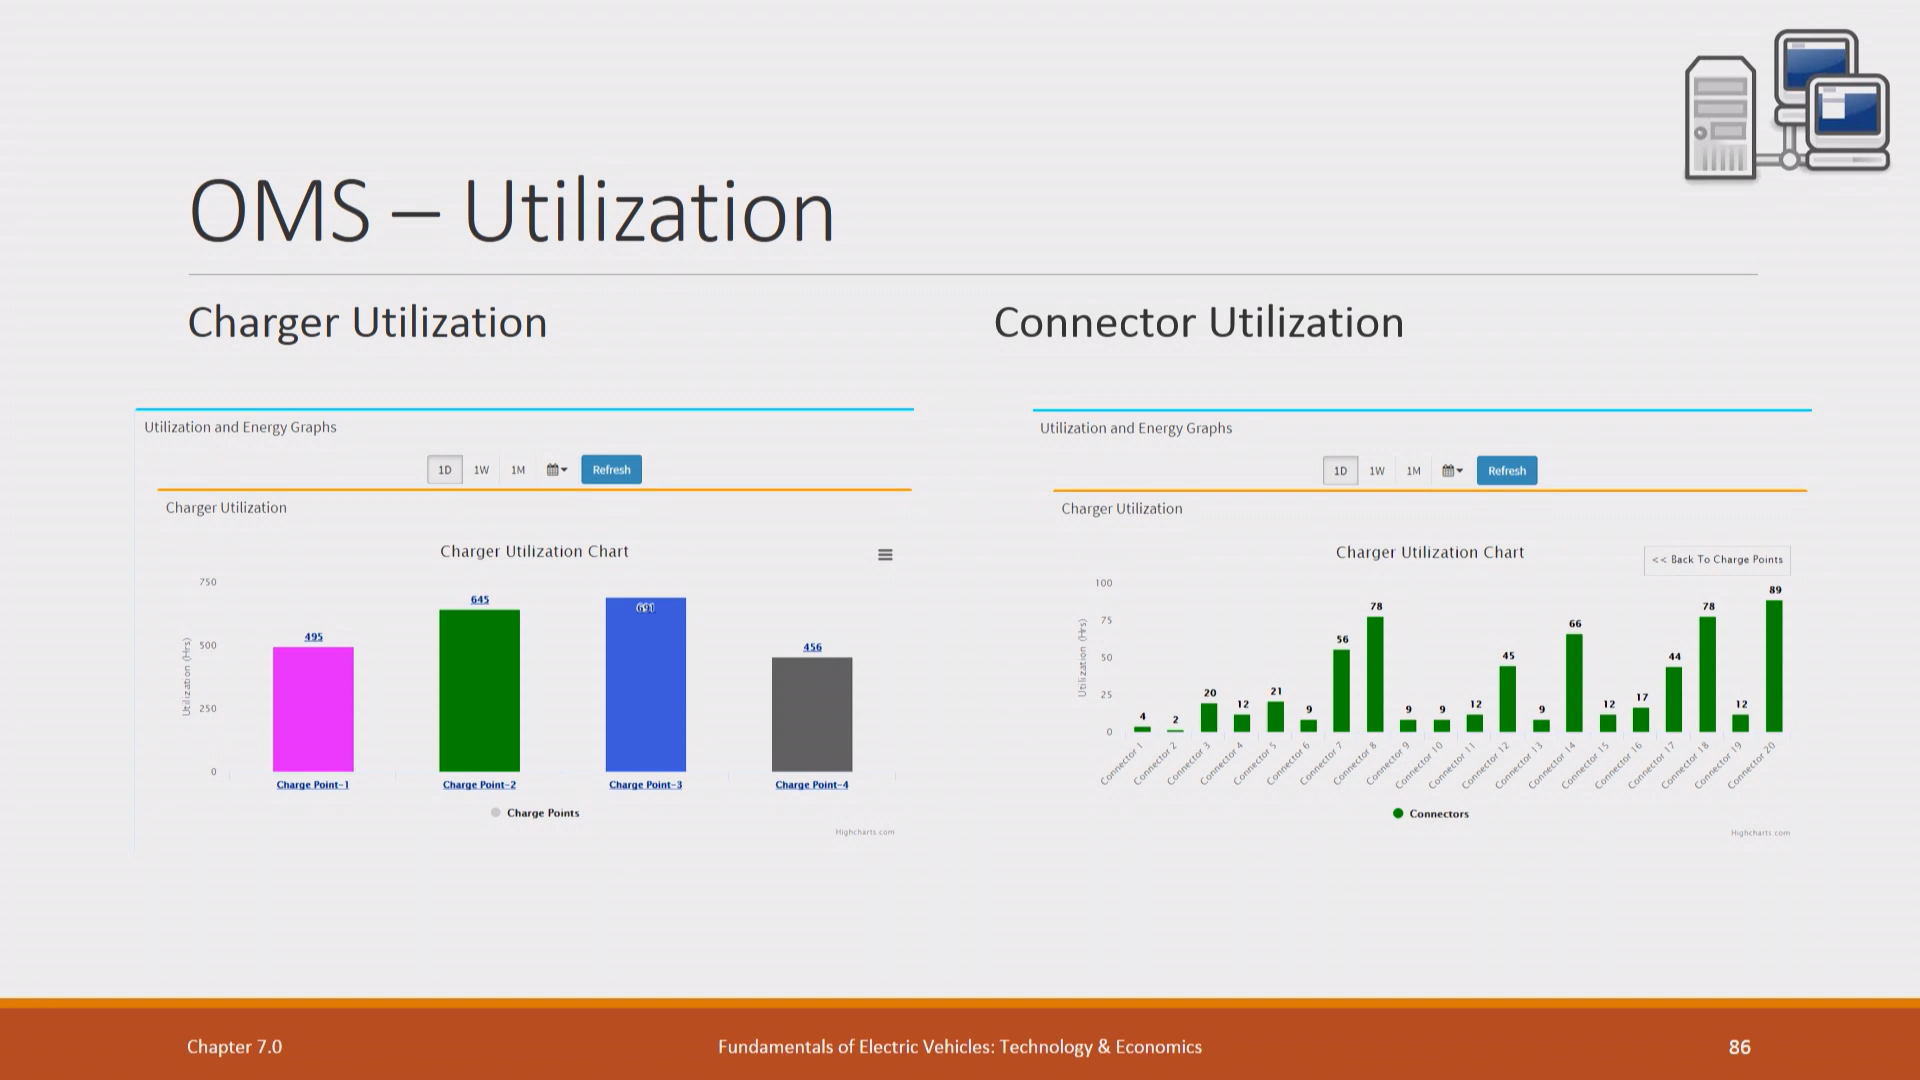 OMS – Utilization
Charger Utilization
Utilization and Energy Graphs
1D 1W 1M Refresh
Charger Utilization
Charger Utilization Chart
Utilization (Hrs)
750
500
250
0
495
645
691
456
Charge Point-1 Charge Point-2 Charge Point-3 Charge Point-4
Charge Points
Highcharts.com
Connector Utilization
Utilization and Energy Graphs
1D 1W 1M Refresh
Charger Utilization
Charger Utilization Chart
<< Back To Charge Points
Utilization (Hrs)
100
75
50
25
0
4 2 20 12 21 9 56 78 9 9 12 45 9 66 12 17 44 78 12 89
Connector 1
Connector 2
Connector 3
Connector 4
Connector 5
Connector 6
Connector 7
Connector 8
Connector 9
Connector 10
Connector 11
Connector 12
Connector 13
Connector 14
Connector 15
Connector 16
Connector 17
Connector 18
Connector 19
Connector 20
Connectors
Highcharts.com
Chapter 7.0
Fundamentals of Electric Vehicles: Technology & Economics
86